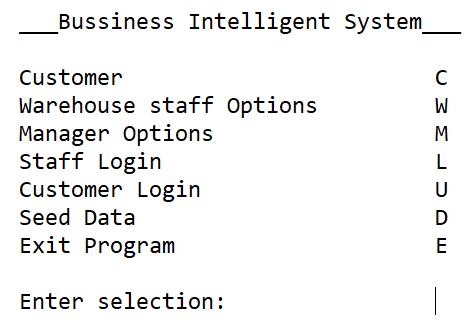 ___Bussiness Intelligent System___
Customer C
Warehouse staff Options W
Manager Options M
Staff Login L
Customer Login U
Seed Data D
Exit Program E
Enter selection: